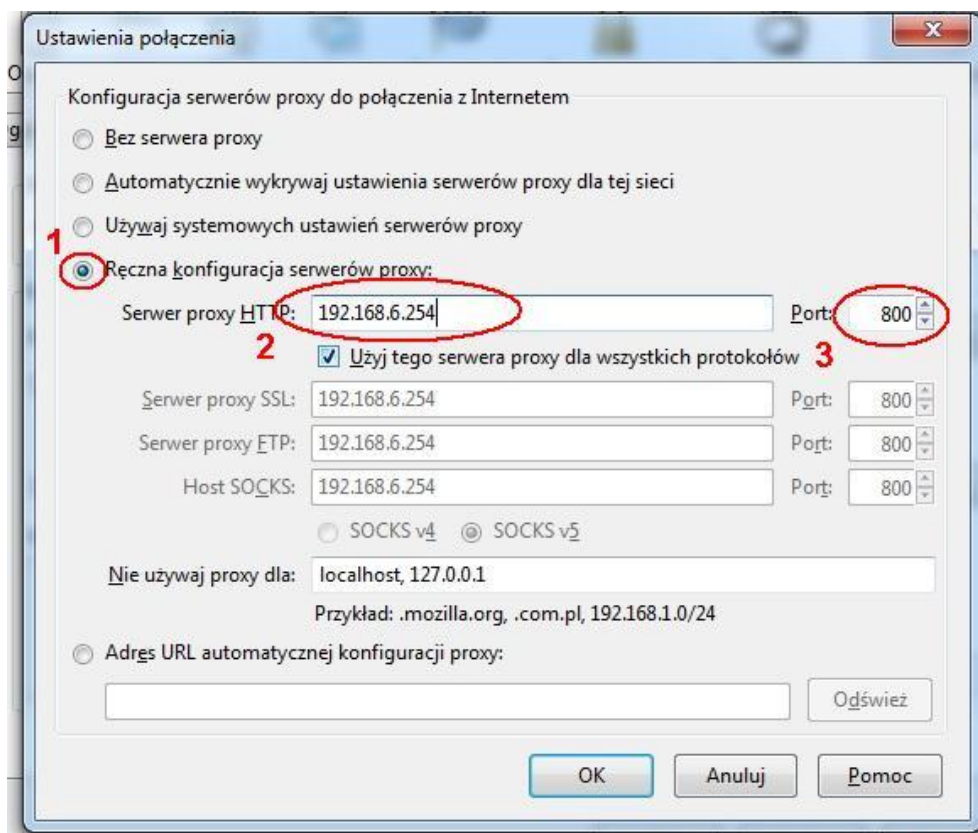 Ustawienia połączenia
O
g
Konfiguracja serwerów proxy do połączenia z Internetem
Bez serwera proxy
Automatycznie wykrywaj ustawienia serwerów proxy dla tej sieci
Używaj systemowych ustawień serwerów proxy
1
Ręczna konfiguracja serwerów proxy:
Serwer proxy HTTP: 192.168.6.254 Port: 800
2
Użyj tego serwera proxy dla wszystkich protokołów 3
Serwer proxy SSL: 192.168.6.254 Port: 800
Serwer proxy FTP: 192.168.6.254 Port: 800
Host SOCKS: 192.168.6.254 Port: 800
SOCKS v4 SOCKS v5
Nie używaj proxy dla: localhost, 127.0.0.1
Przykład: .mozilla.org, .com.pl, 192.168.1.0/24
Adres URL automatycznej konfiguracji proxy:
Odśwież
OK Anuluj Pomoc